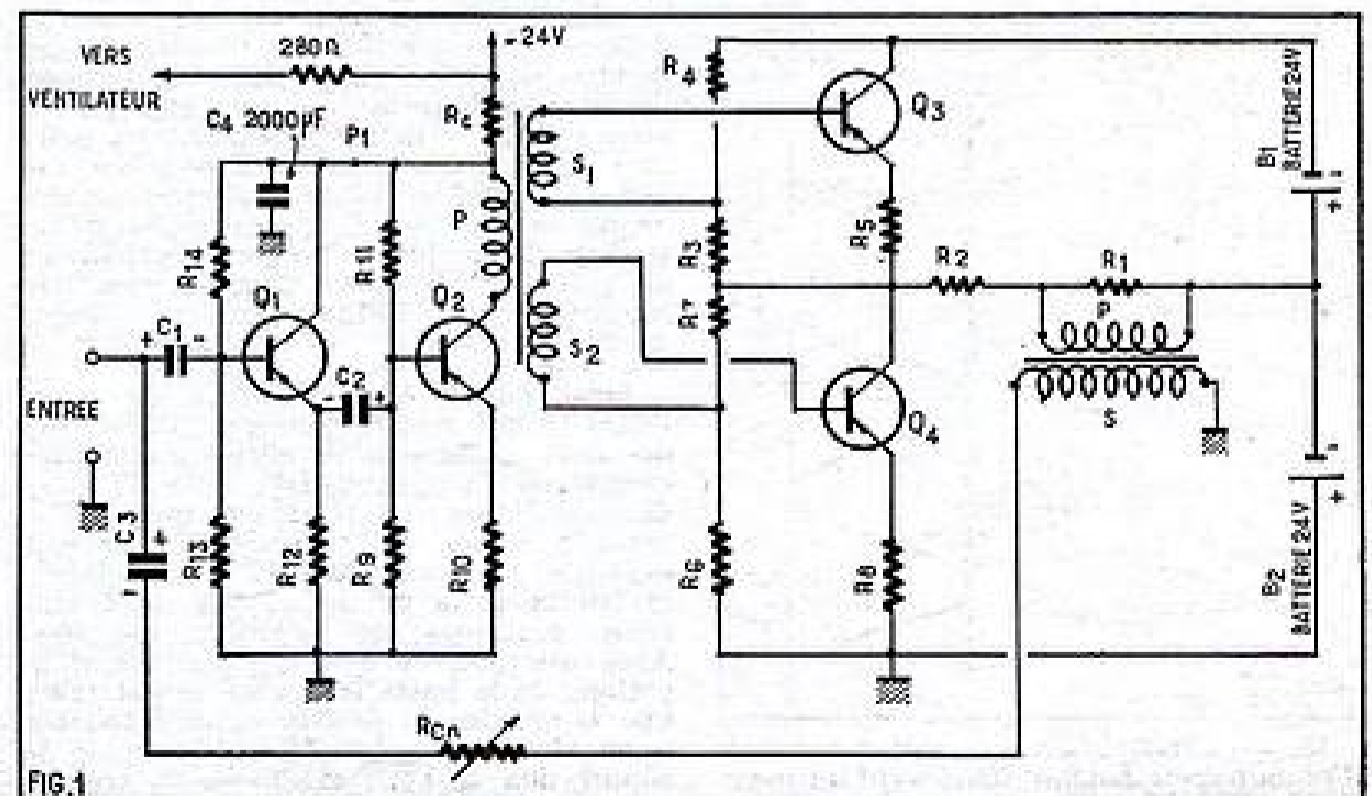 VERS
VENTILATEUR
280Ω
-24V
C4 2000µF
P1
Rc
P
S1
S2
R14
R11
Q1
Q2
C1
+
-
C2
-
+
ENTREE
C3
+
-
R13
R12
R9
R10
R4
R3
R7
R6
Q3
R5
R2
R1
P
S
Q4
R8
B1
BATTERIE 24V
-
+
B2
BATTERIE 24V
-
+
RCn
FIG.1